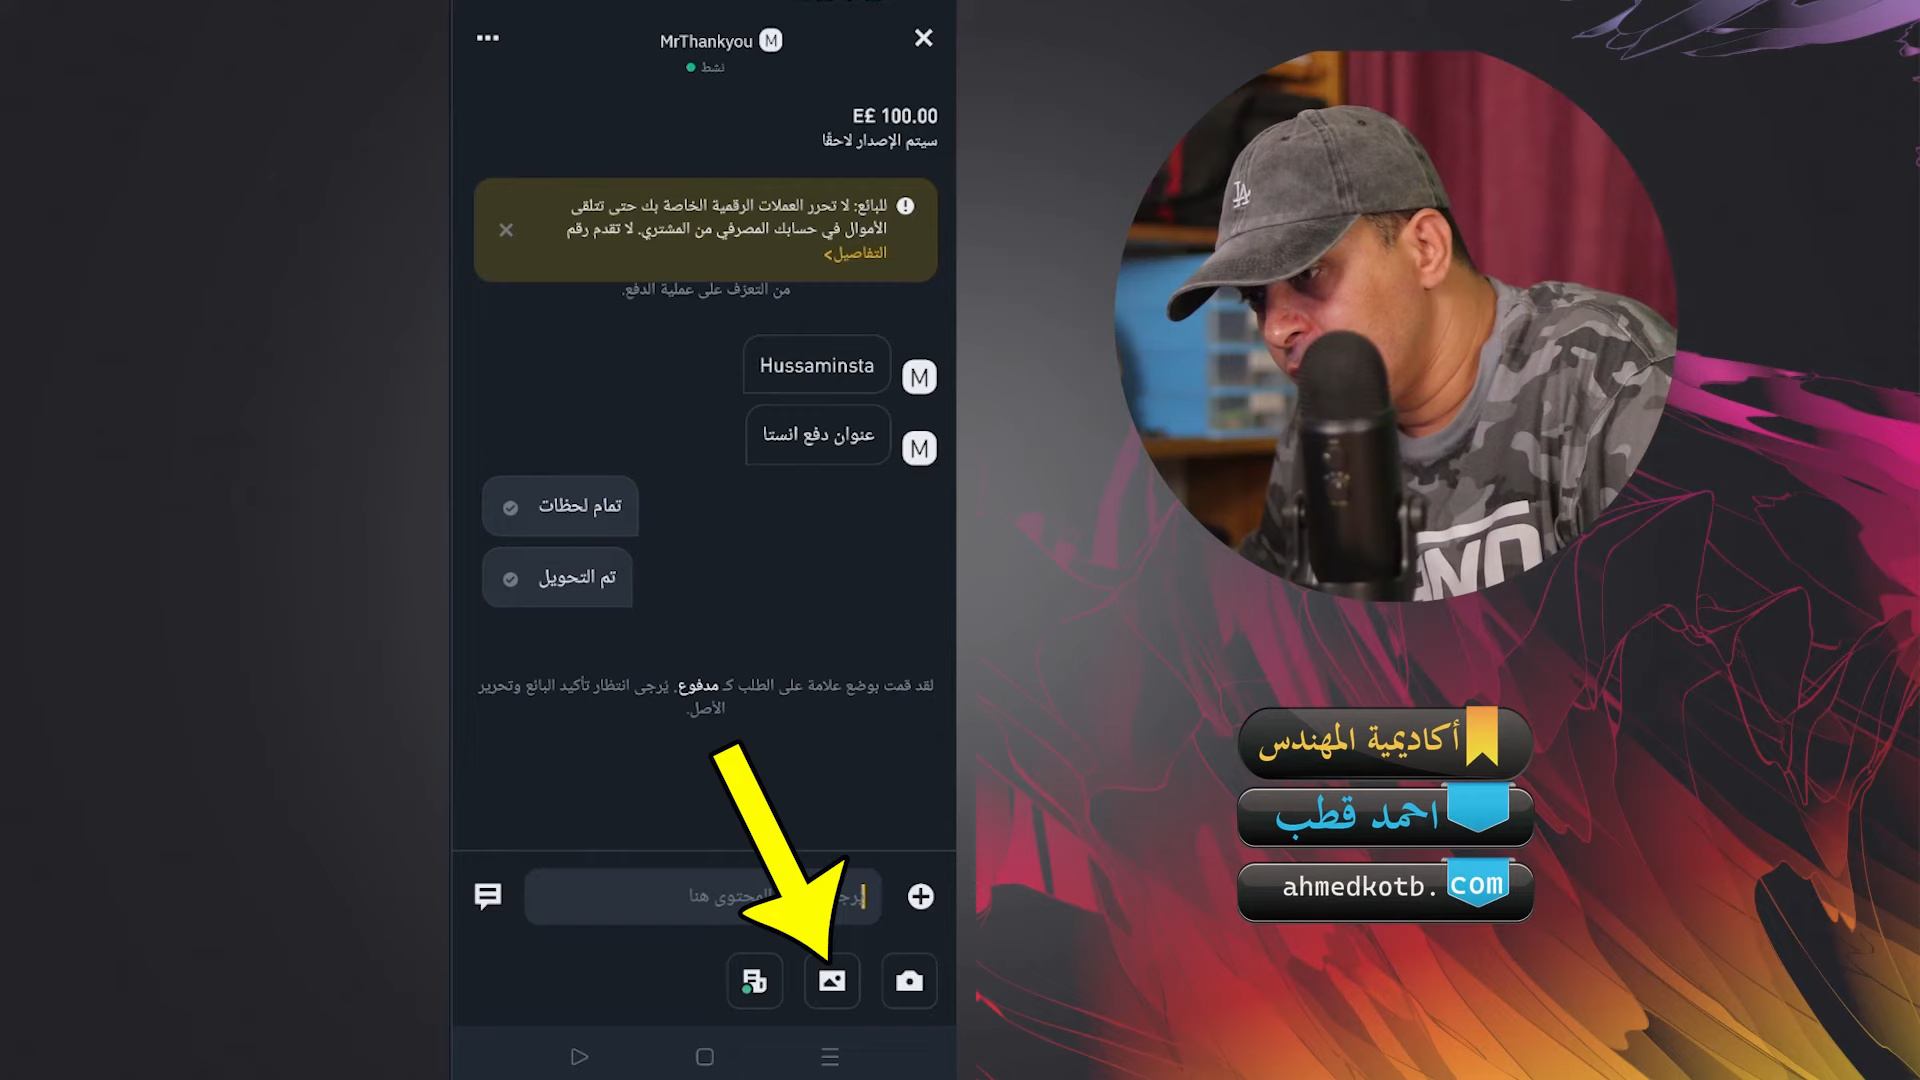 MrThankyou M
نشط
E£ 100.00
سيتم الإصدار لاحقًا
للبائع: لا تحرر العملات الرقمية الخاصة بك حتى تتلقى
الأموال في حسابك المصرفي من المشتري. لا تقدم رقم
التفاصيل>
من التعرّف على عملية الدفع.
Hussaminsta
M
عنوان دفع انستا
M
تمام لحظات
تم التحويل
لقد قمت بوضع علامة على الطلب كـ مدفوع. يُرجى انتظار تأكيد البائع وتحرير
الأصل.
هنا
LA
أكاديمية المهندس
احمد قطب
ahmedkotb.com